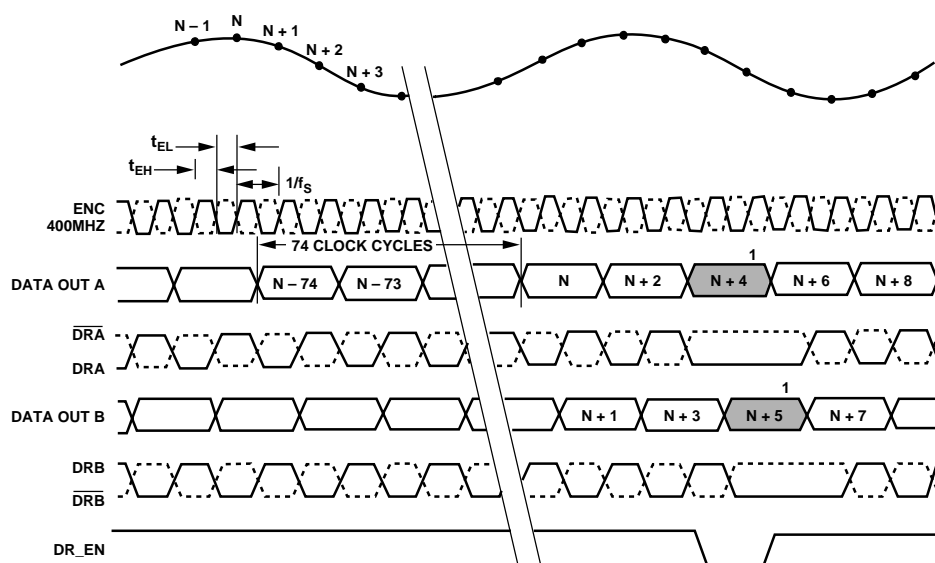 N – 1
N
N + 1
N + 2
N + 3
tEL
tEH
1/fS
ENC
400MHZ
74 CLOCK CYCLES
1
DATA OUT A
N – 74
N – 73
N
N + 2
N + 4
N + 6
N + 8
DRA
DRA
1
DATA OUT B
N + 1
N + 3
N + 5
N + 7
DRB
DRB
DR_EN